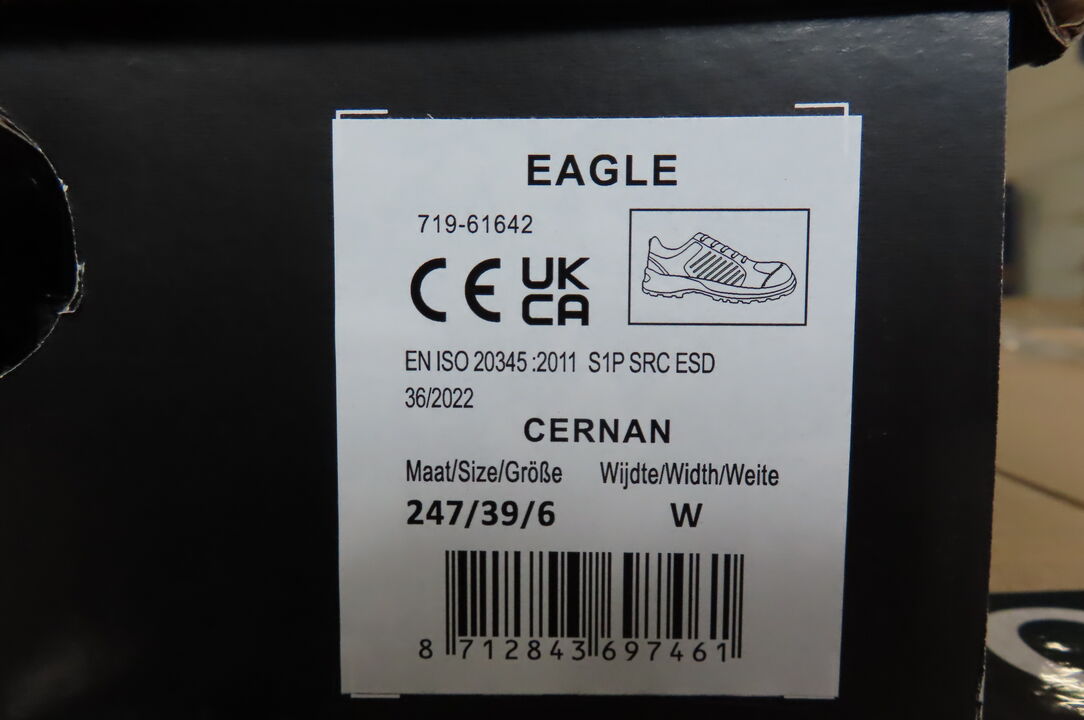 EAGLE
719-61642
CE UK CA
EN ISO 20345 :2011 S1P SRC ESD
36/2022
CERNAN
Maat/Size/Größe Wijdte/Width/Weite
247/39/6 W
8 712843 697461